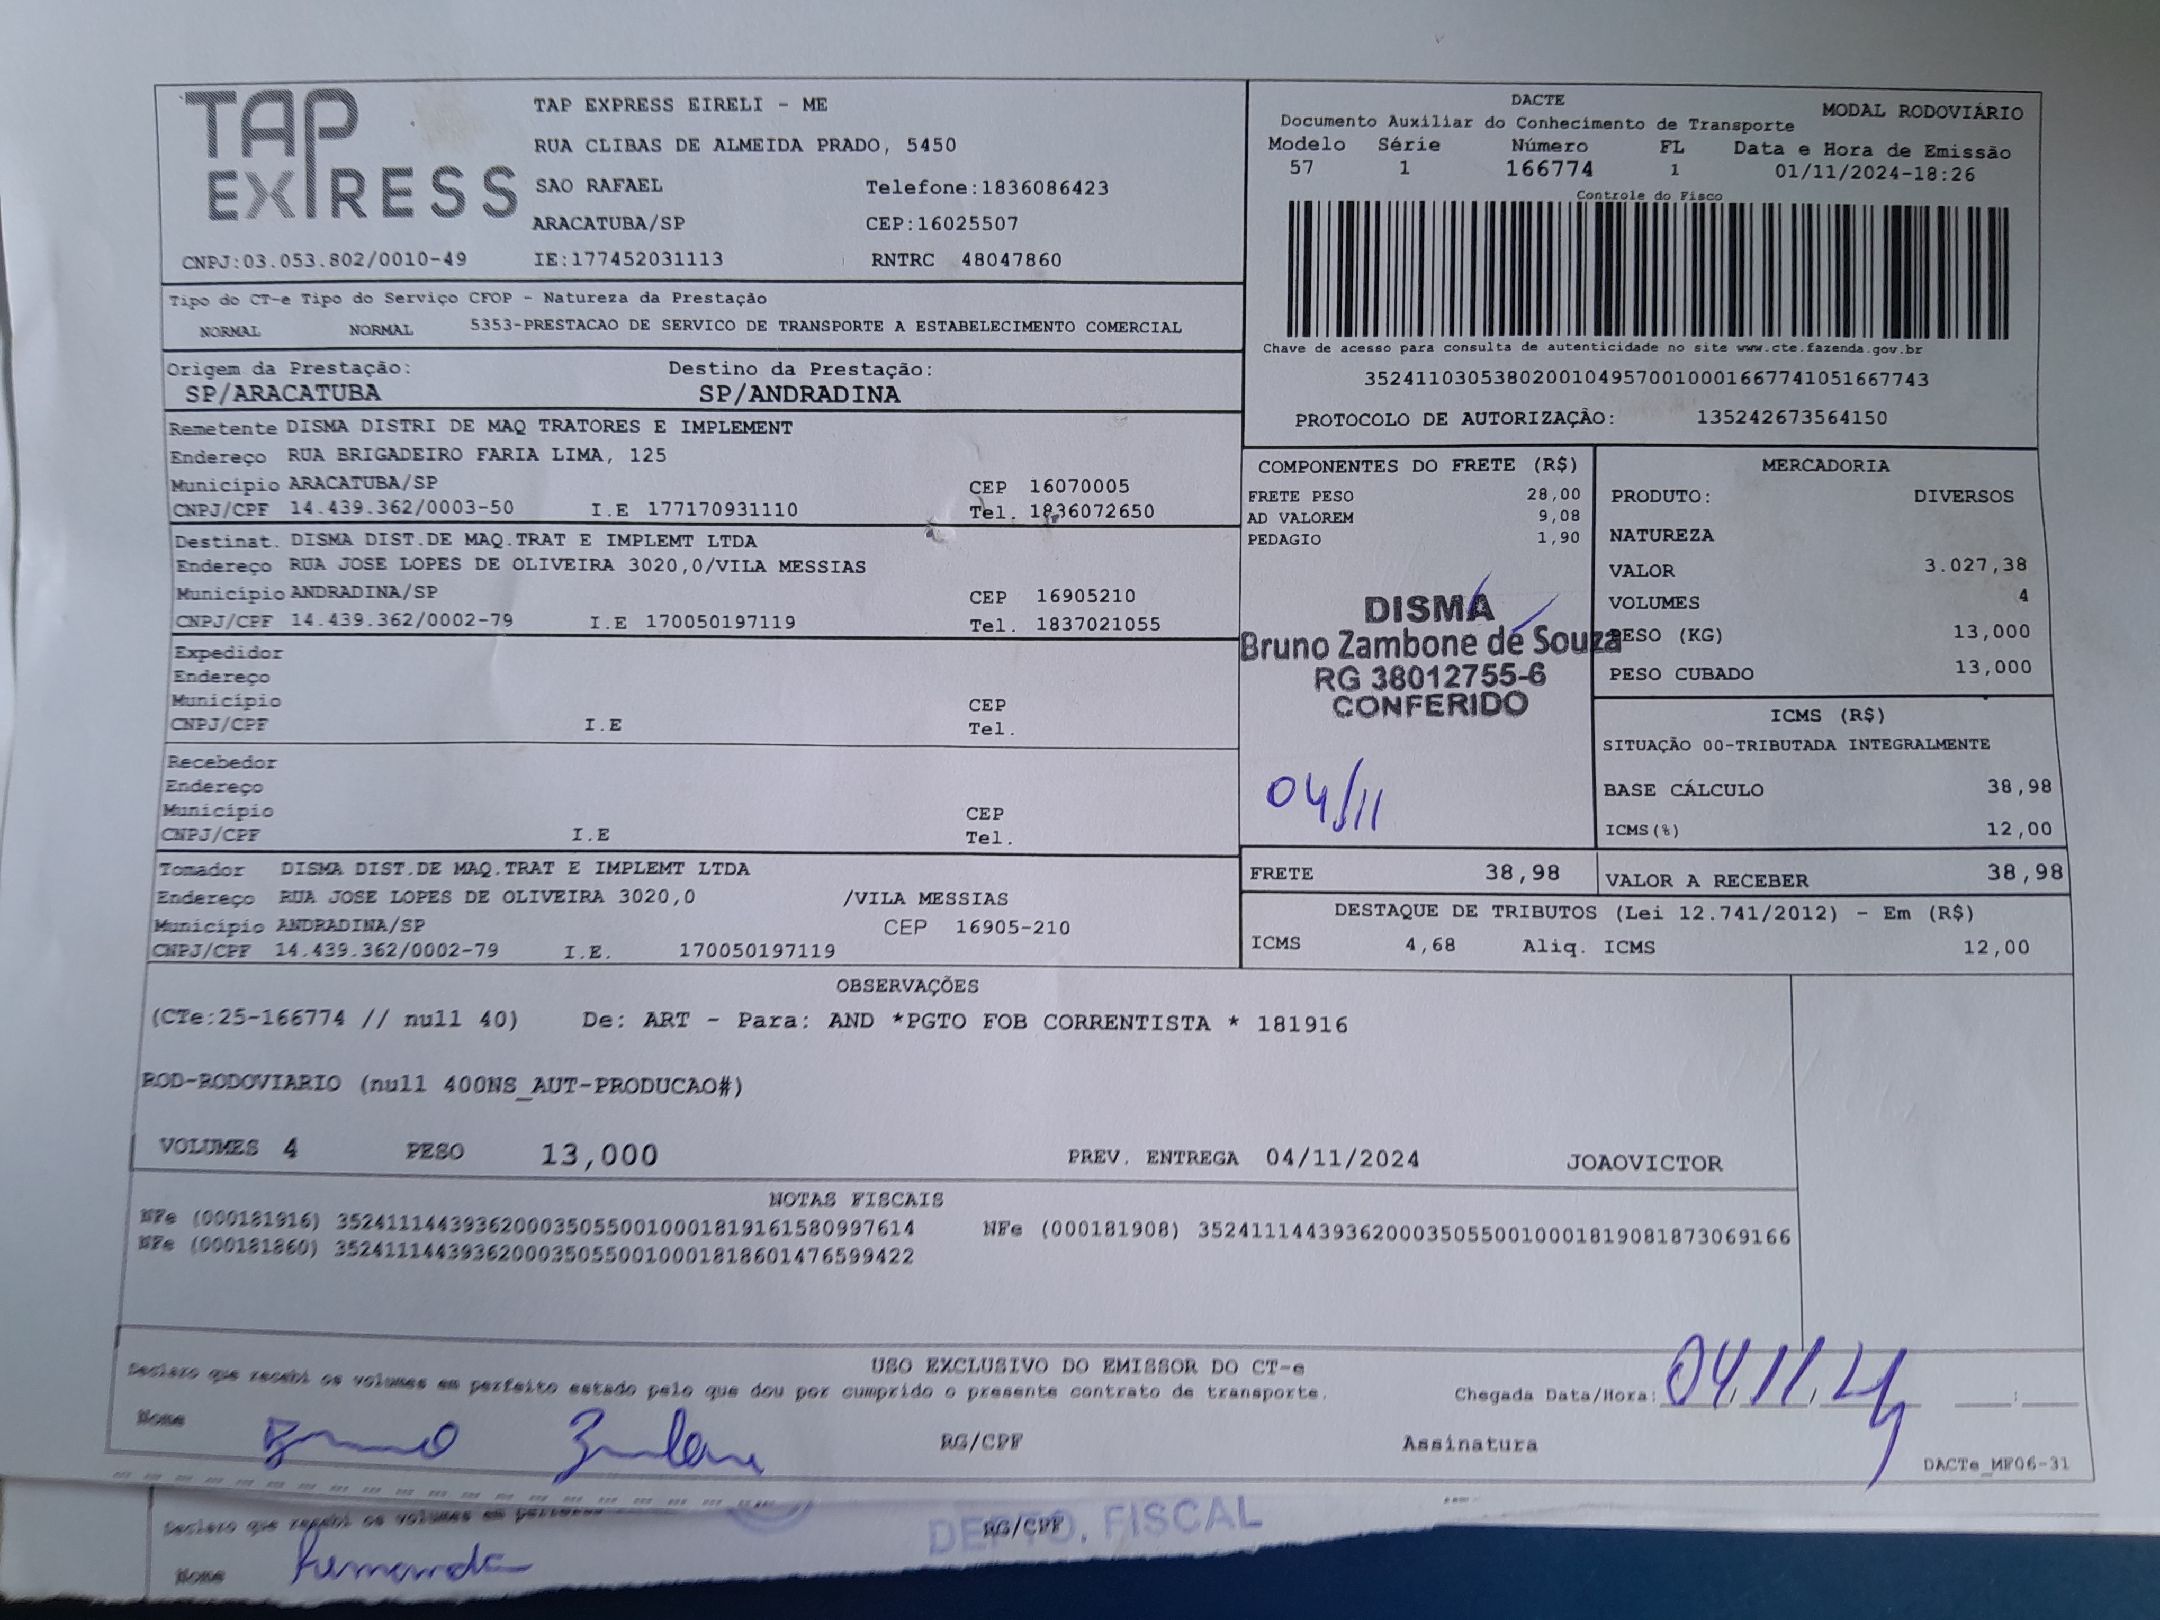 TAP EXPRESS
TAP EXPRESS EIRELI - ME
RUA CLIBAS DE ALMEIDA PRADO, 5450
SAO RAFAEL Telefone:1836086423
ARACATUBA/SP CEP:16025507
CNPJ:03.053.802/0010-49 IE:177452031113 RNTRC 48047860
DACTE MODAL RODOVIÁRIO
Documento Auxiliar do Conhecimento de Transporte
Modelo Série Número FL Data e Hora de Emissão
57 1 166774 1 01/11/2024-18:26
Controle do Fisco
Chave de acesso para consulta de autenticidade no site www.cte.fazenda.gov.br
35241103053802001049570010001667741051667743
PROTOCOLO DE AUTORIZAÇÃO: 135242673564150
Tipo do CT-e Tipo do Serviço CFOP - Natureza da Prestação
NORMAL NORMAL 5353-PRESTACAO DE SERVICO DE TRANSPORTE A ESTABELECIMENTO COMERCIAL
Origem da Prestação: Destino da Prestação:
SP/ARACATUBA SP/ANDRADINA
Remetente DISMA DISTRI DE MAQ TRATORES E IMPLEMENT
Endereço RUA BRIGADEIRO FARIA LIMA, 125
Município ARACATUBA/SP CEP 16070005
CNPJ/CPF 14.439.362/0003-50 I.E 177170931110 Tel. 1836072650
Destinat. DISMA DIST.DE MAQ.TRAT E IMPLEMT LTDA
Endereço RUA JOSE LOPES DE OLIVEIRA 3020,0/VILA MESSIAS
Município ANDRADINA/SP CEP 16905210
CNPJ/CPF 14.439.362/0002-79 I.E 170050197119 Tel. 1837021055
Expedidor
Endereço
Município CEP
CNPJ/CPF I.E Tel.
Recebedor
Endereço
Município CEP
CNPJ/CPF I.E Tel.
Tomador DISMA DIST.DE MAQ.TRAT E IMPLEMT LTDA
Endereço RUA JOSE LOPES DE OLIVEIRA 3020,0 /VILA MESSIAS
Município ANDRADINA/SP CEP 16905-210
CNPJ/CPF 14.439.362/0002-79 I.E. 170050197119
COMPONENTES DO FRETE (R$)
FRETE PESO 28,00
AD VALOREM 9,08
PEDAGIO 1,90
DISMA
Bruno Zambone de Souza
RG 38012755-6
CONFERIDO
04/11
MERCADORIA
PRODUTO: DIVERSOS
NATUREZA
VALOR 3.027,38
VOLUMES 4
PESO (KG) 13,000
PESO CUBADO 13,000
ICMS (R$)
SITUAÇÃO 00-TRIBUTADA INTEGRALMENTE
BASE CÁLCULO 38,98
ICMS(%) 12,00
FRETE 38,98 VALOR A RECEBER 38,98
DESTAQUE DE TRIBUTOS (Lei 12.741/2012) - Em (R$)
ICMS 4,68 Aliq. ICMS 12,00
OBSERVAÇÕES
(CTe:25-166774 // null 40) De: ART - Para: AND *PGTO FOB CORRENTISTA * 181916
ROD-RODOVIARIO (null 400NS_AUT-PRODUCAO#)
VOLUMES 4 PESO 13,000 PREV. ENTREGA 04/11/2024 JOAOVICTOR
NOTAS FISCAIS
NFe (000181916) 35241114439362000350550010001819161580997614 NFe (000181908) 35241114439362000350550010001819081873069166
NFe (000181860) 35241114439362000350550010001818601476599422
USO EXCLUSIVO DO EMISSOR DO CT-e
Declaro que recebi os volumes em perfeito estado pelo que dou por cumprido o presente contrato de transporte.
Chegada Data/Hora: 04/11/24 :
Nome Bruno Zambone RG/CPF Assinatura
DACTe_MF06-31
Declaro que recebi os volumes em
DEPTO. FISCAL
RG/CPF
Nome Fernanda